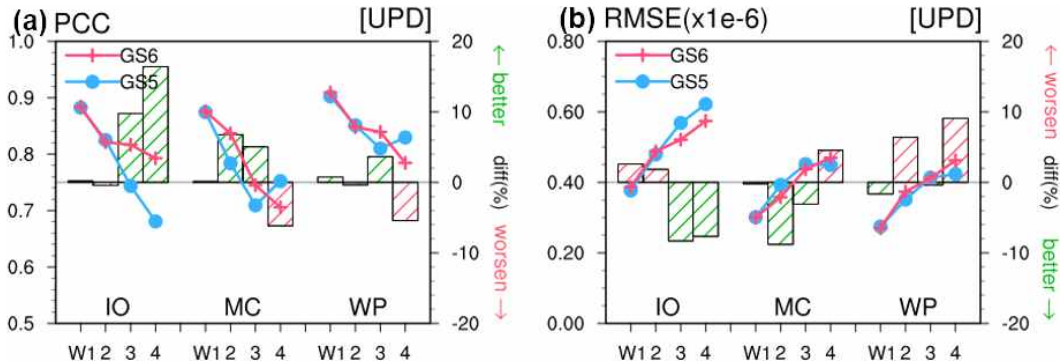 (a) PCC [UPD]
GS6
GS5
1.0
0.9
0.8
0.7
0.6
0.5
20
10
0
-10
-20
← better
diff(%)
worsen →
IO MC WP
W1 2 3 4 W1 2 3 4 W1 2 3 4
(b) RMSE(x1e-6) [UPD]
GS6
GS5
0.80
0.60
0.40
0.20
0.00
20
10
0
-10
-20
← worsen
diff(%)
better →
IO MC WP
W1 2 3 4 W1 2 3 4 W1 2 3 4